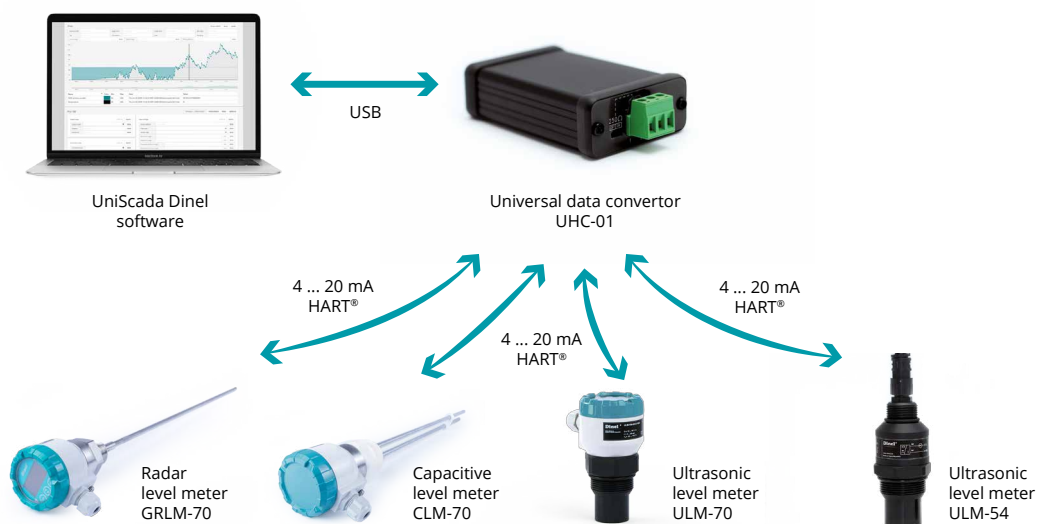 USB
UniScada Dinel
software
Universal data convertor
UHC-01
4 ... 20 mA
HART®
4 ... 20 mA
HART®
4 ... 20 mA
HART®
Dinel
Dinel
Radar
level meter
GRLM-70
Capacitive
level meter
CLM-70
Ultrasonic
level meter
ULM-70
Ultrasonic
level meter
ULM-54